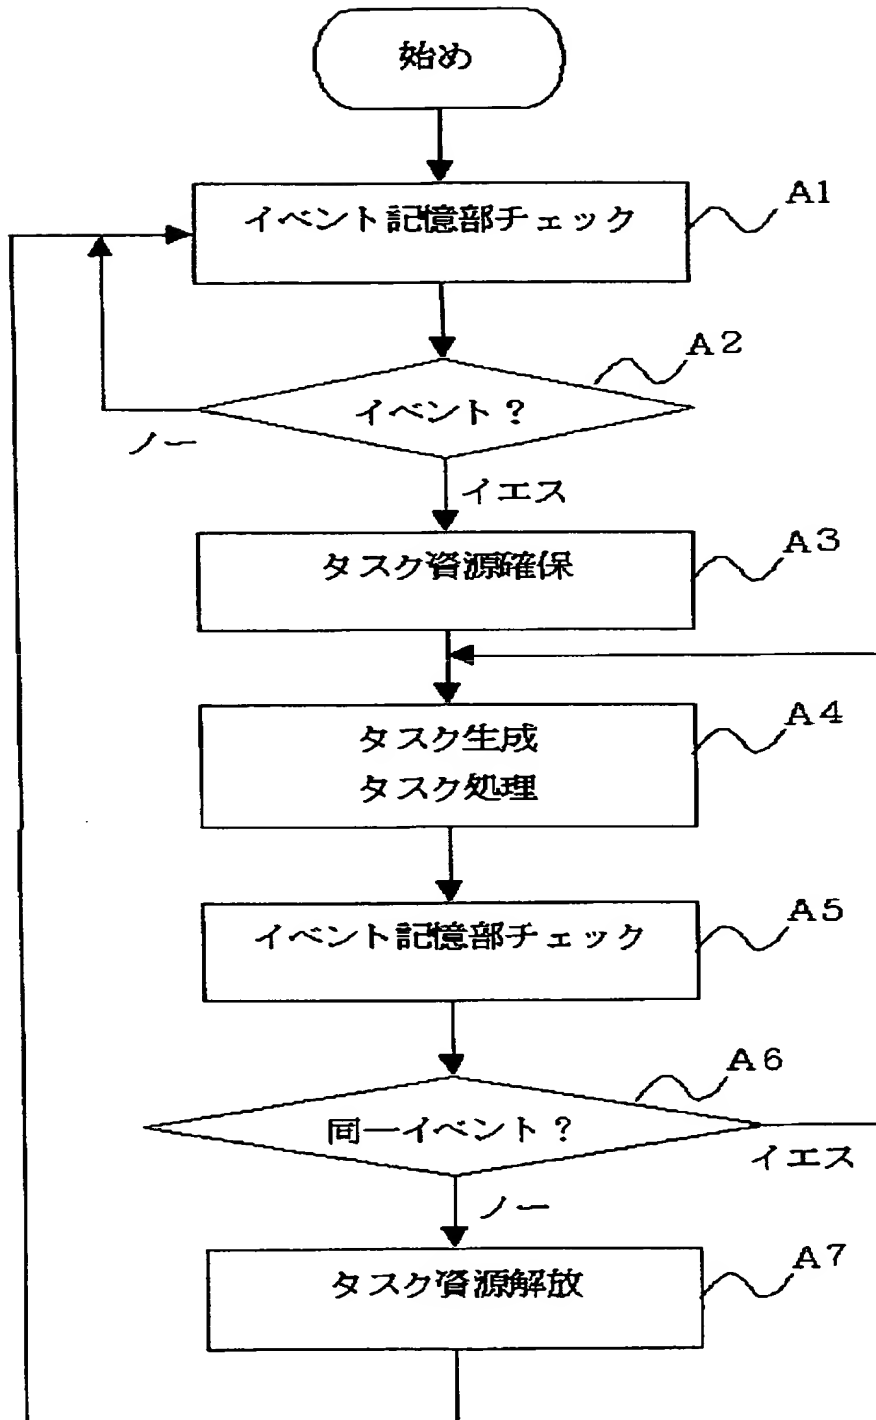 始め
イベント記憶部チェック
A1
A2
イベント?
ノー
イエス
タスク資源確保
A3
タスク生成
タスク処理
A4
イベント記憶部チェック
A5
A6
同一イベント?
イエス
ノー
タスク資源解放
A7